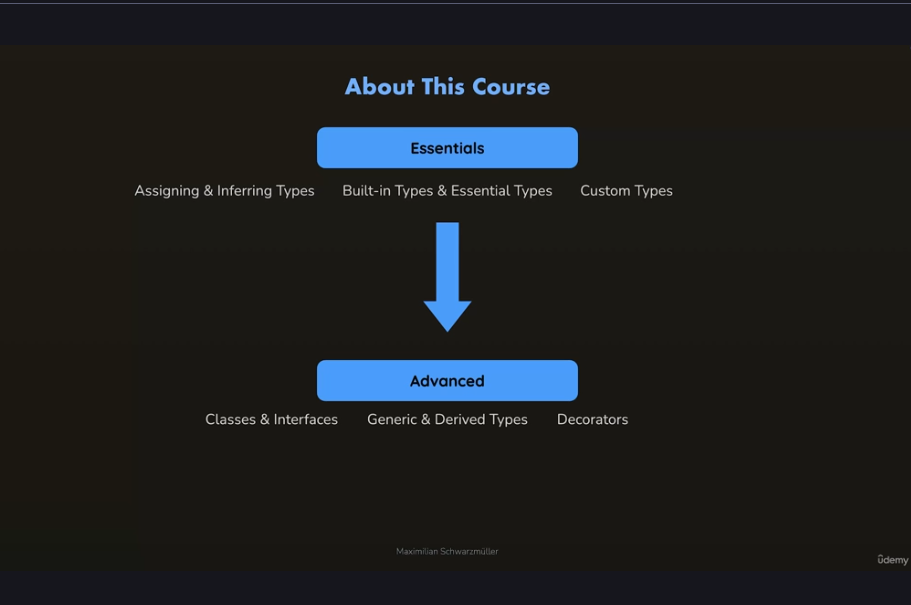 About This Course
Essentials
Assigning & Inferring Types Built-in Types & Essential Types Custom Types
Advanced
Classes & Interfaces Generic & Derived Types Decorators
Maximilian Schwarzmüller
ûdemy